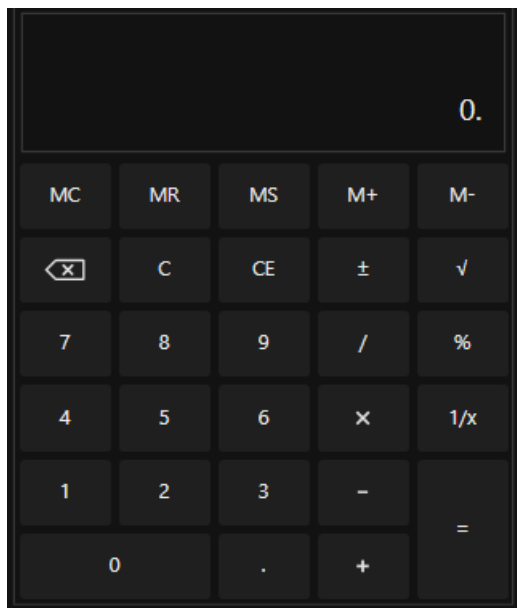 0.
MC MR MS M+ M-
C CE ± √
7 8 9 / %
4 5 6 × 1/x
1 2 3 −
=
0 . +